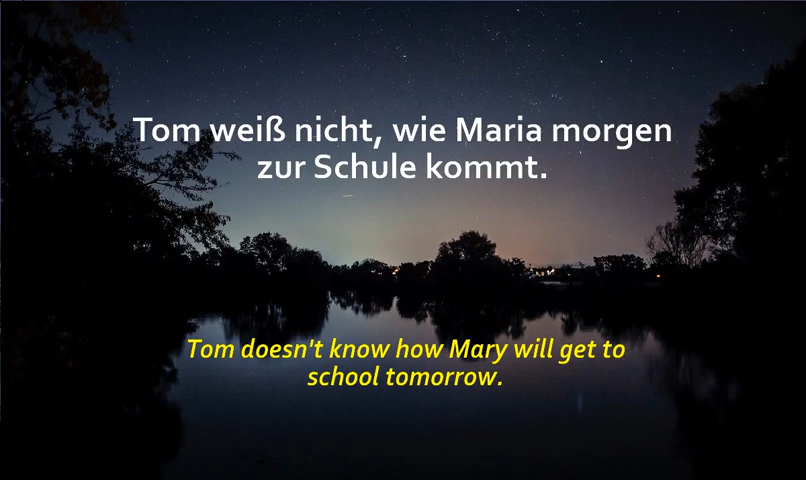 Tom weiß nicht, wie Maria morgen
zur Schule kommt.
Tom doesn't know how Mary will get to
school tomorrow.